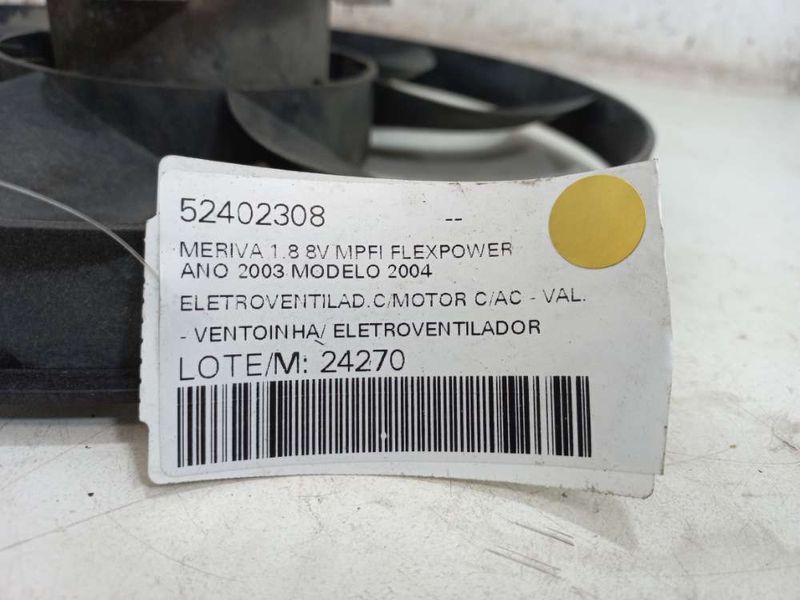 52402308 --
MERIVA 1.8 8V MPFI FLEXPOWER
ANO 2003 MODELO 2004
ELETROVENTILAD.C/MOTOR C/AC - VAL.
- VENTOINHA/ ELETROVENTILADOR
LOTE/M: 24270